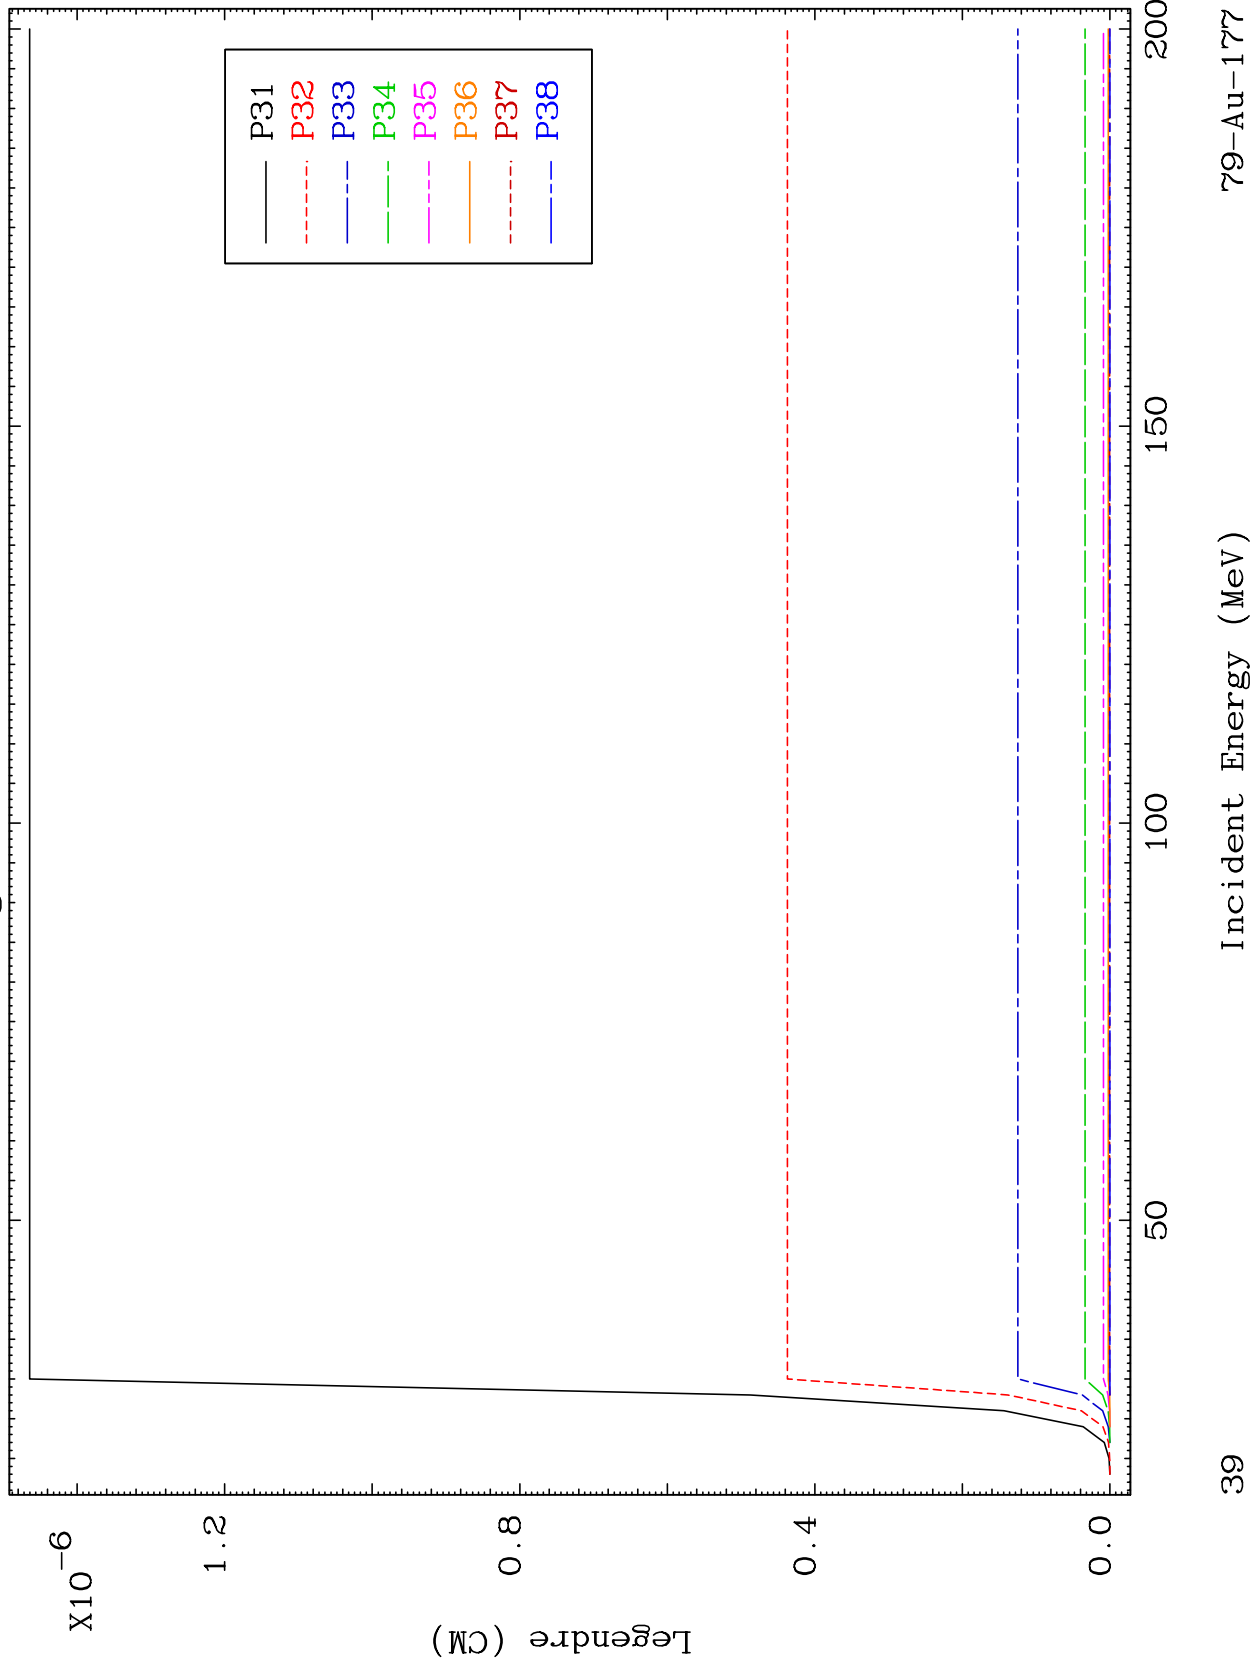 X10-6
1.2
0.8
0.4
0.0
Legendre (CM)
P31
P32
P33
P34
P35
P36
P37
P38
50
100
150
200
39
Incident Energy (MeV)
79-Au-177